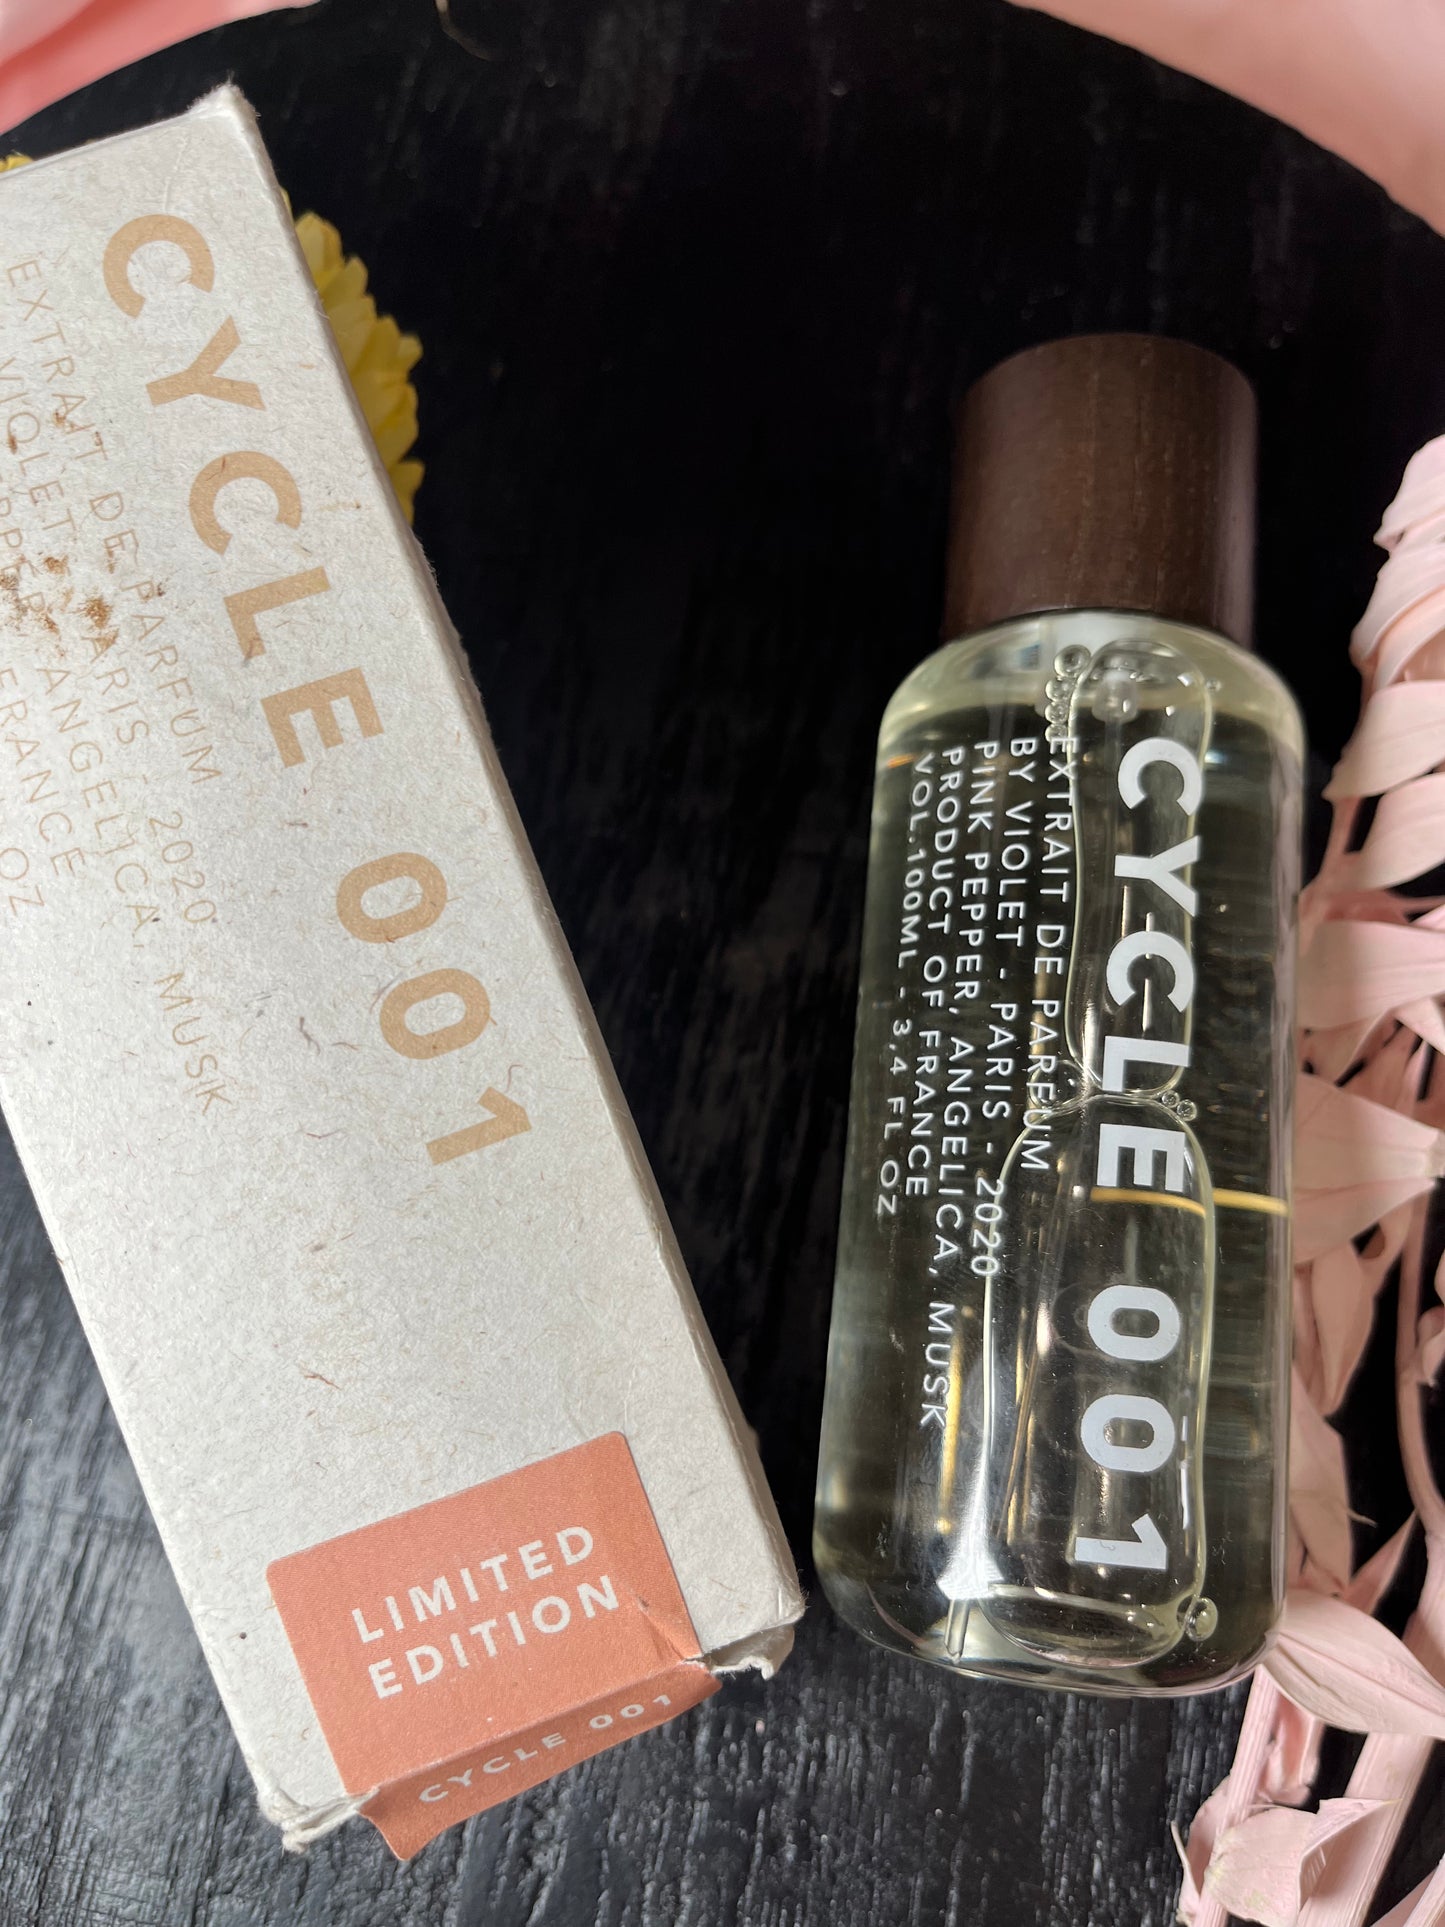 CYCLE 001
EXTRAIT DE PARFUM
VIOLET PARIS - 2020
ANGELICA, MUSK
FRANCE
OZ
LIMITED
EDITION
CYCLE 001
CYCLE 001
EXTRAIT DE PARFUM
BY VIOLET - PARIS - 2020
PINK PEPPER, ANGELICA, MUSK
PRODUCT OF FRANCE
VOL.100ML - 3,4 FL OZ